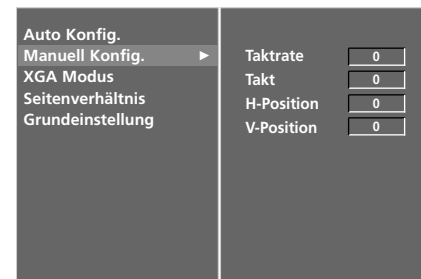 Auto Konfig.
Manuell Konfig. ►
XGA Modus
Seitenverhältnis
Grundeinstellung
Taktrate 0
Takt 0
H-Position 0
V-Position 0